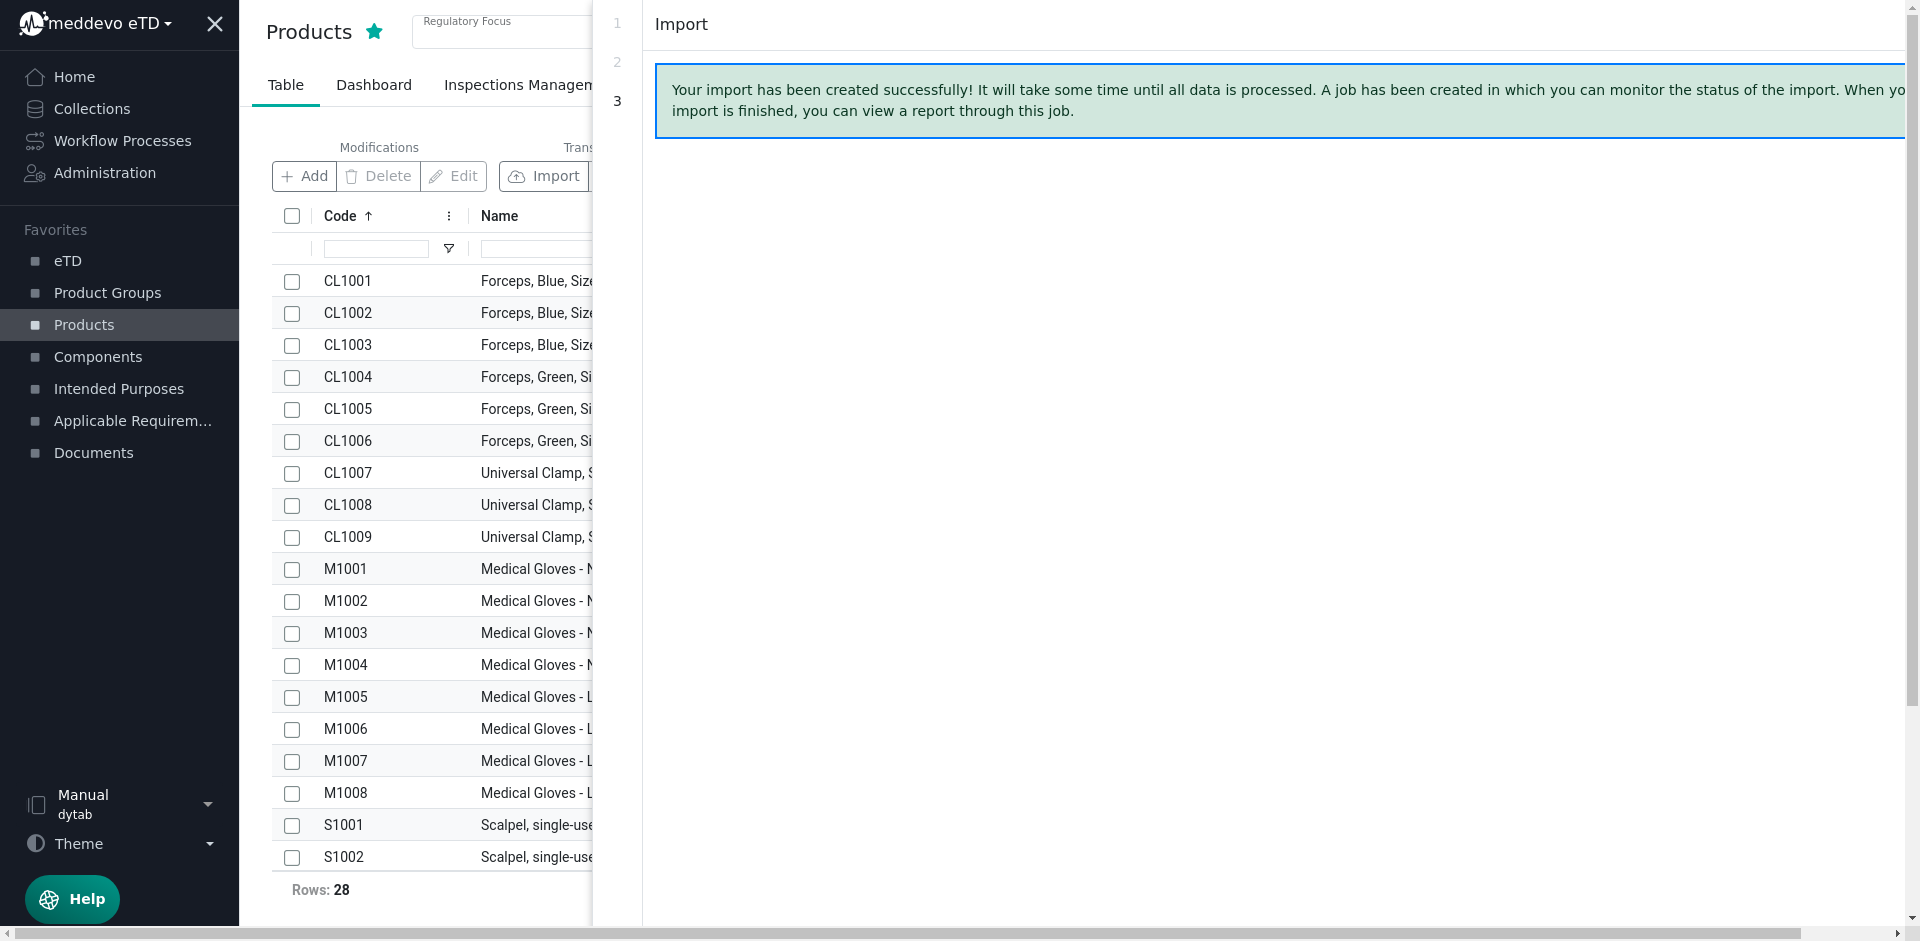 meddevo eTD
Home
Collections
Workflow Processes
Administration
Favorites
eTD
Product Groups
Products
Components
Intended Purposes
Applicable Requirem...
Documents
Manual
dytab
Theme
Help
Products
Regulatory Focus
Table
Dashboard
Inspections Managem
Modifications
Trans
Add
Delete
Edit
Import
Code
Name
CL1001
Forceps, Blue, Size
CL1002
Forceps, Blue, Size
CL1003
Forceps, Blue, Size
CL1004
Forceps, Green, Si
CL1005
Forceps, Green, Si
CL1006
Forceps, Green, Si
CL1007
Universal Clamp, S
CL1008
Universal Clamp, S
CL1009
Universal Clamp, S
M1001
Medical Gloves - N
M1002
Medical Gloves - N
M1003
Medical Gloves - N
M1004
Medical Gloves - N
M1005
Medical Gloves - L
M1006
Medical Gloves - L
M1007
Medical Gloves - L
M1008
Medical Gloves - L
S1001
Scalpel, single-use
S1002
Scalpel, single-use
Rows: 28
1
2
3
Import
Your import has been created successfully! It will take some time until all data is processed. A job has been created in which you can monitor the status of the import. When yo
import is finished, you can view a report through this job.